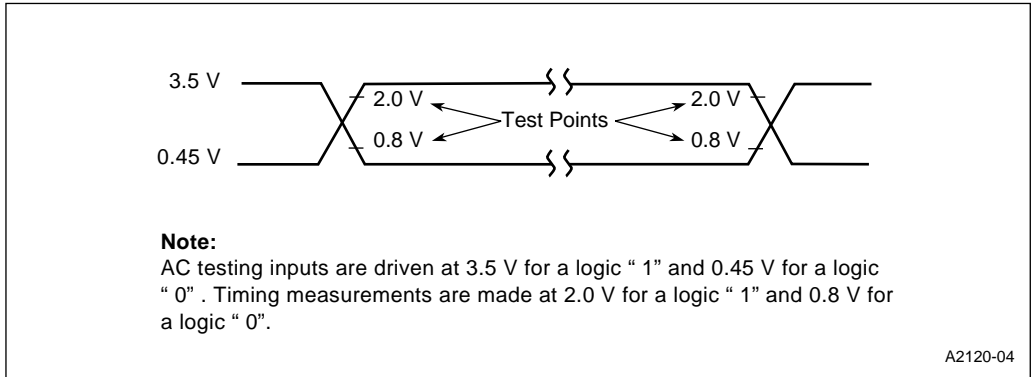 3.5 V
2.0 V
2.0 V
Test Points
0.8 V
0.8 V
0.45 V
Note:
AC testing inputs are driven at 3.5 V for a logic “ 1” and 0.45 V for a logic
“ 0” . Timing measurements are made at 2.0 V for a logic “ 1” and 0.8 V for
a logic “ 0”.
A2120-04